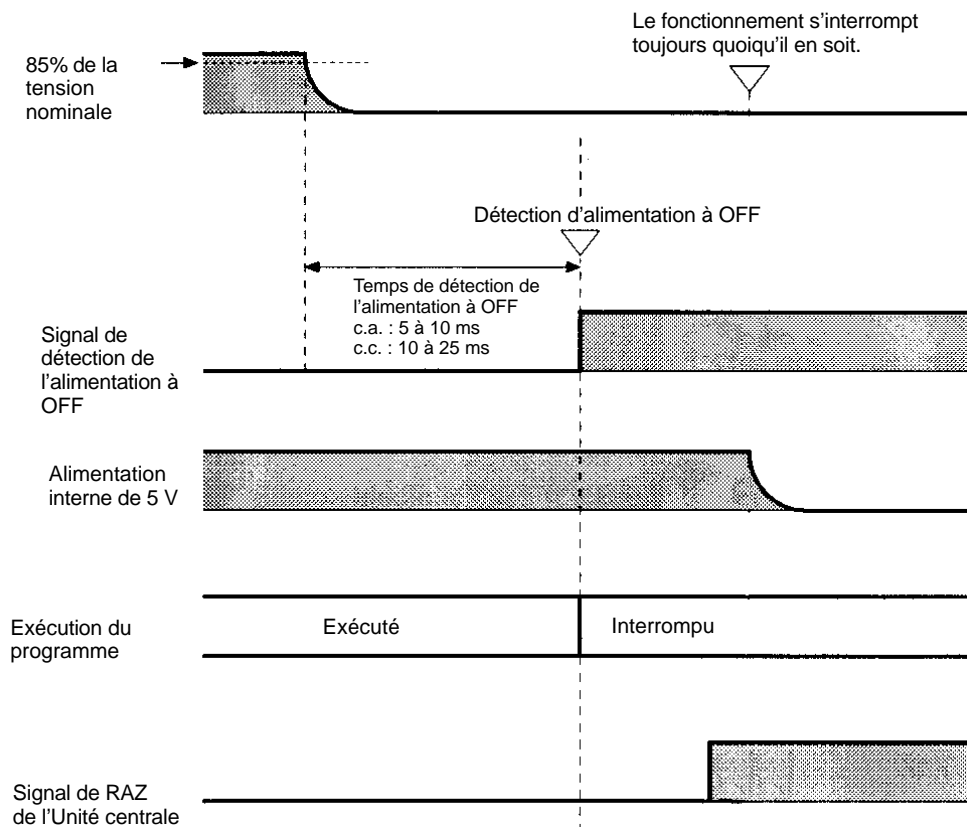 Le fonctionnement s'interrompt
toujours quoiqu'il en soit.
85% de la
tension
nominale
Détection d'alimentation à OFF
Temps de détection de
l'alimentation à OFF
c.a. : 5 à 10 ms
c.c. : 10 à 25 ms
Signal de
détection de
l'alimentation à
OFF
Alimentation
interne de 5 V
Exécution du
programme
Exécuté
Interrompu
Signal de RAZ
de l'Unité centrale